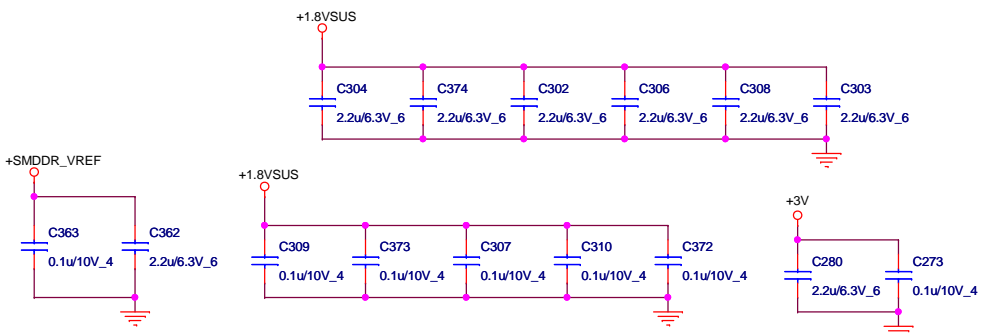 +1.8VSUS
C304 C374 C302 C306 C308 C303
2.2u/6.3V_6 2.2u/6.3V_6 2.2u/6.3V_6 2.2u/6.3V_6 2.2u/6.3V_6 2.2u/6.3V_6
+SMDDR_VREF
C363 C362
0.1u/10V_4 2.2u/6.3V_6
+1.8VSUS
C309 C373 C307 C310 C372
0.1u/10V_4 0.1u/10V_4 0.1u/10V_4 0.1u/10V_4 0.1u/10V_4
+3V
C280 C273
2.2u/6.3V_6 0.1u/10V_4